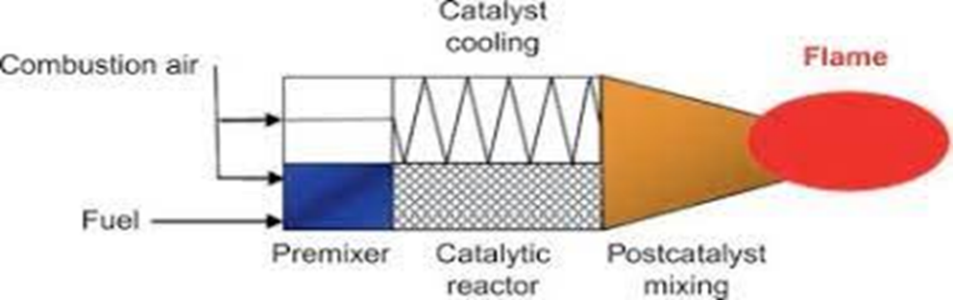 Catalyst
cooling
Combustion air
Flame
Fuel
Premixer
Catalytic
reactor
Postcatalyst
mixing